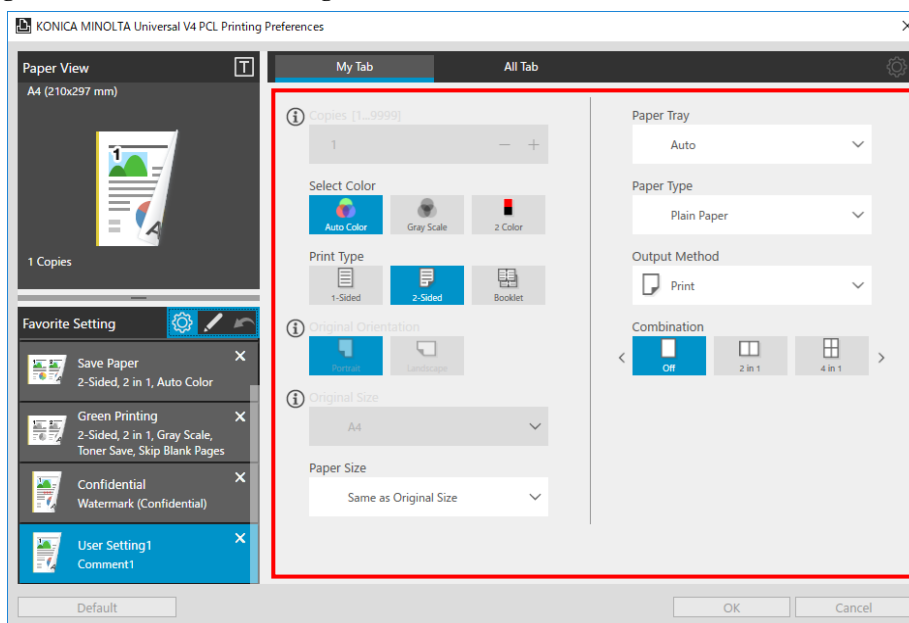 KONICA MINOLTA Universal V4 PCL Printing Preferences
Paper View
T
A4 (210x297 mm)
1
1 Copies
Favorite Setting
Save Paper
2-Sided, 2 in 1, Auto Color
Green Printing
2-Sided, 2 in 1, Gray Scale,
Toner Save, Skip Blank Pages
Confidential
Watermark (Confidential)
User Setting1
Comment1
My Tab
All Tab
Copies [1...9999]
1
Select Color
Auto Color
Gray Scale
2 Color
Print Type
1-Sided
2-Sided
Booklet
Original Orientation
Portrait
Landscape
Original Size
A4
Paper Size
Same as Original Size
Paper Tray
Auto
Paper Type
Plain Paper
Output Method
Print
Combination
Off
2 in 1
4 in 1
Default
OK
Cancel